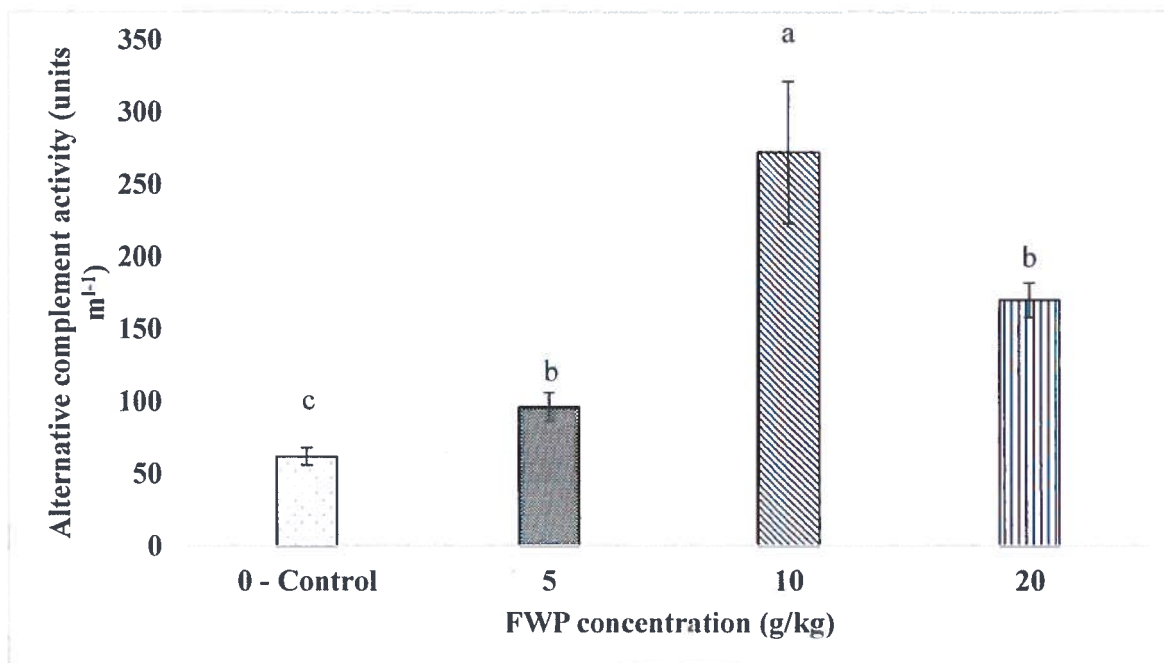 Alternative complement activity (units
ml-1)
350
300
250
200
150
100
50
0
c
b
a
b
0 - Control
5
10
20
FWP concentration (g/kg)